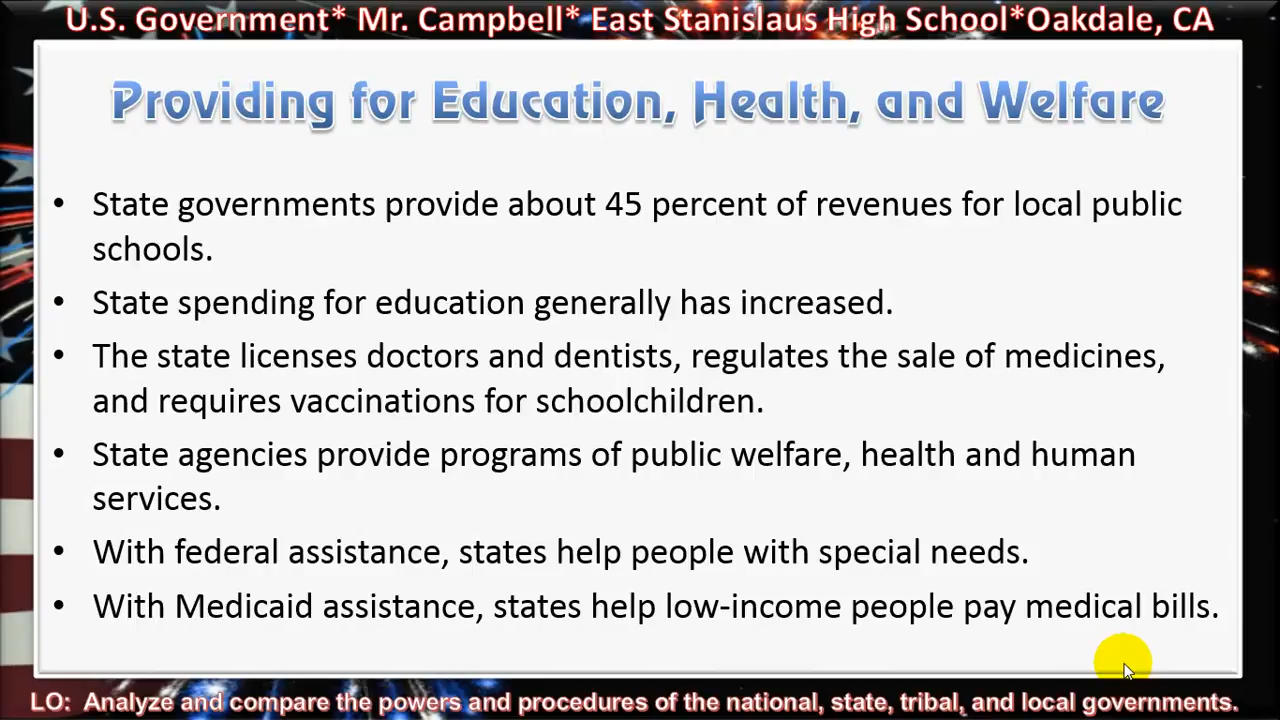 U.S. Government* Mr. Campbell* East Stanislaus High School*Oakdale, CA
Providing for Education, Health, and Welfare
• State governments provide about 45 percent of revenues for local public
schools.
• State spending for education generally has increased.
• The state licenses doctors and dentists, regulates the sale of medicines,
and requires vaccinations for schoolchildren.
• State agencies provide programs of public welfare, health and human
services.
• With federal assistance, states help people with special needs.
• With Medicaid assistance, states help low-income people pay medical bills.
LO: Analyze and compare the powers and procedures of the national, state, tribal, and local governments.